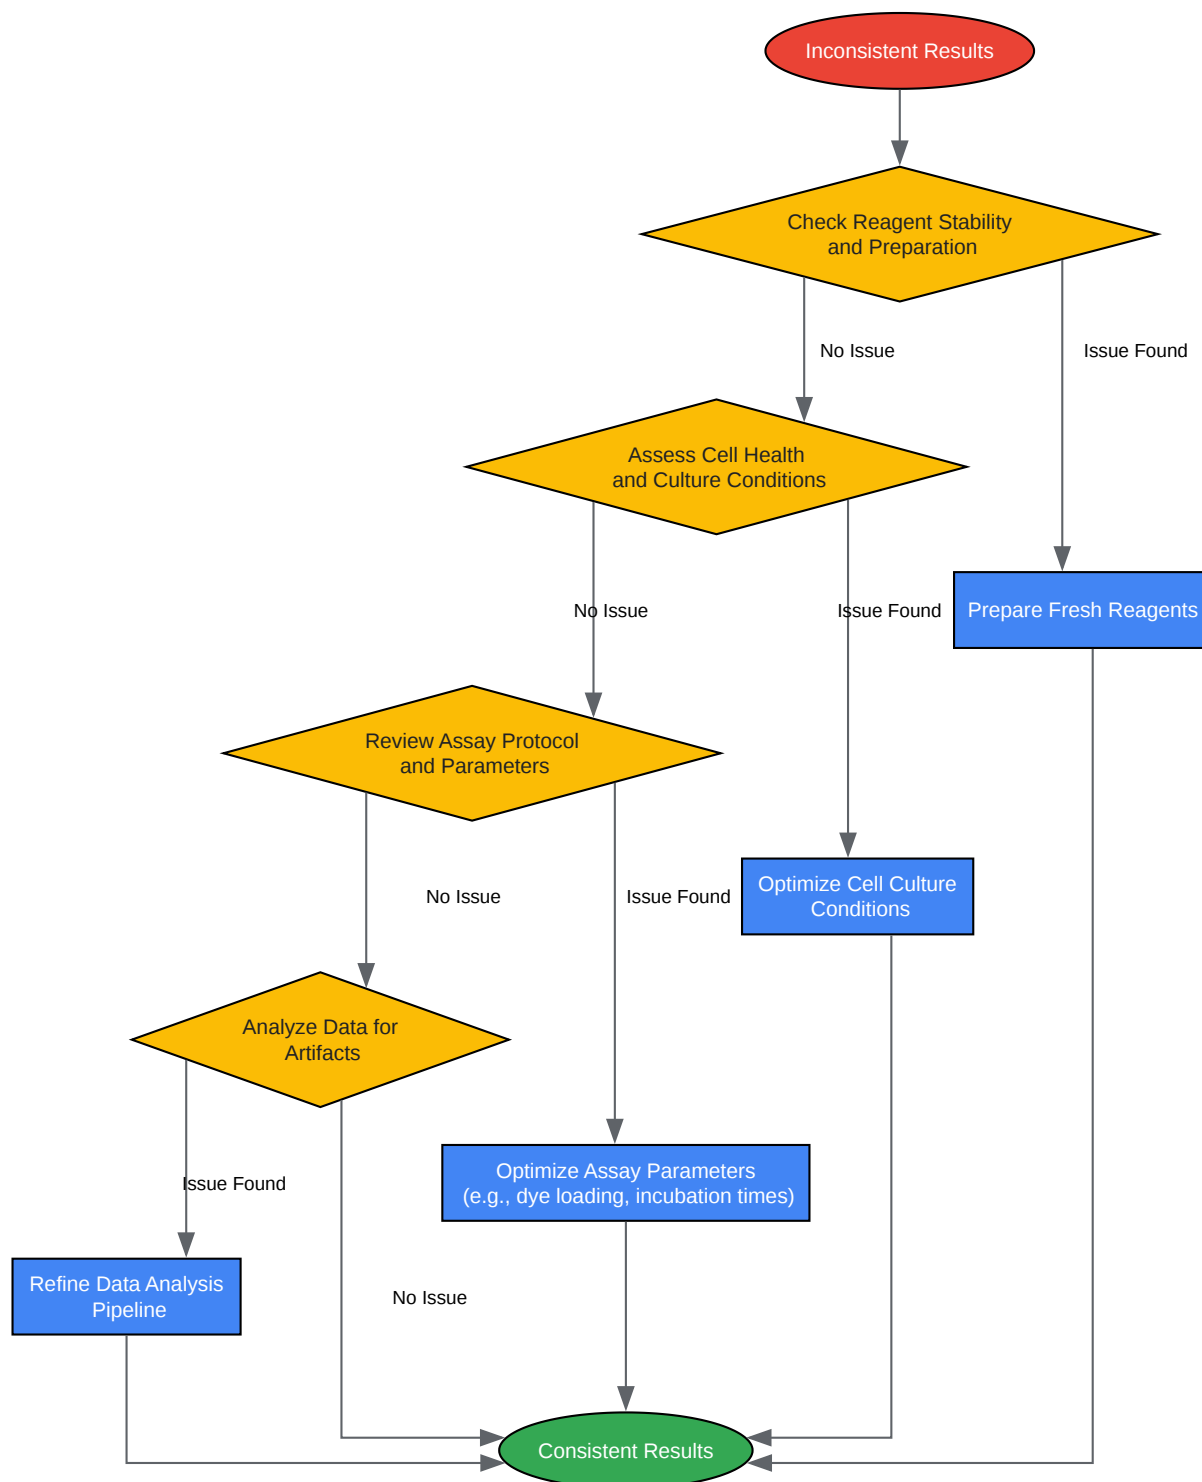 Inconsistent Results
Check Reagent Stability
and Preparation
No Issue
Issue Found
Assess Cell Health
and Culture Conditions
No Issue
Issue Found
Prepare Fresh Reagents
Review Assay Protocol
and Parameters
No Issue
Issue Found
Optimize Cell Culture
Conditions
Analyze Data for
Artifacts
Issue Found
Optimize Assay Parameters
(e.g., dye loading, incubation times)
Refine Data Analysis
Pipeline
No Issue
Consistent Results